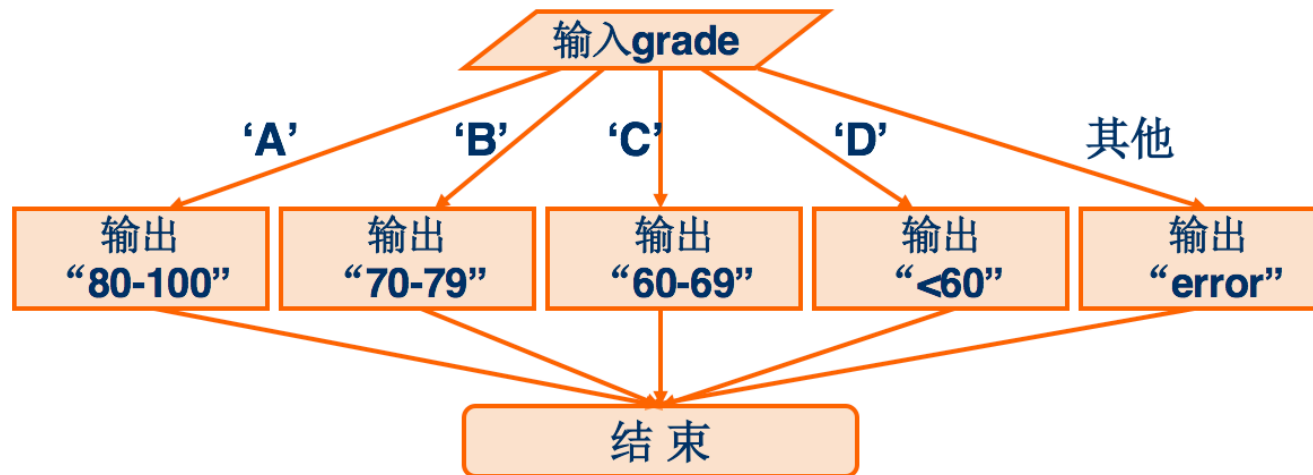 输入grade
‘A’
‘B’
‘C’
‘D’
其他
输出
“80-100”
输出
“70-79”
输出
“60-69”
输出
“<60”
输出
“error”
结 束